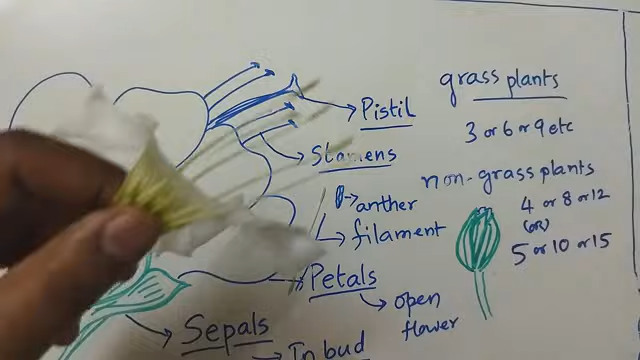 Pistil
Stamens
anther
filament
Petals
open
flower
Sepals
In bud
grass plants
3 or 6 or 9 etc
non-grass plants
4 or 8 or 12
(or)
5 or 10 or 15